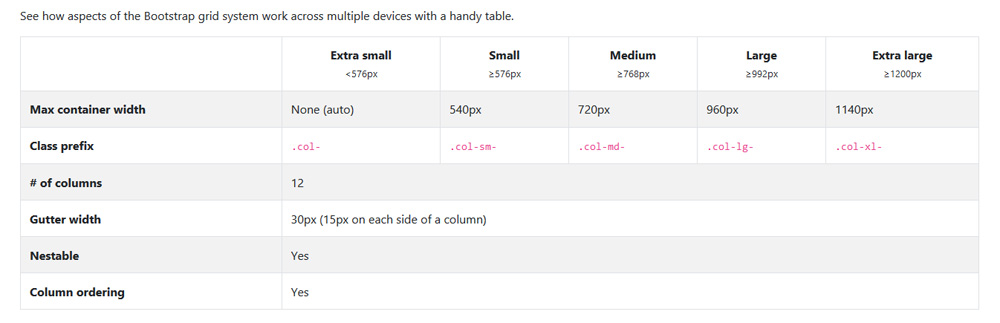 See how aspects of the Bootstrap grid system work across multiple devices with a handy table.
Extra small Small Medium Large Extra large
<576px ≥576px ≥768px ≥992px ≥1200px
Max container width None (auto) 540px 720px 960px 1140px
Class prefix .col- .col-sm- .col-md- .col-lg- .col-xl-
# of columns 12
Gutter width 30px (15px on each side of a column)
Nestable Yes
Column ordering Yes